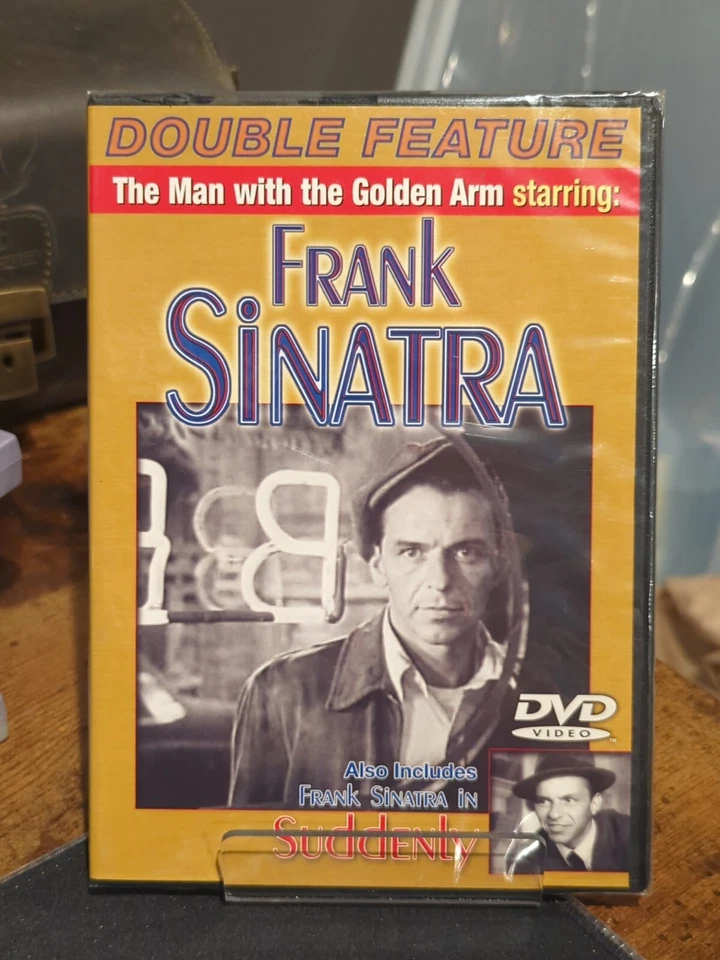 DOUBLE FEATURE
The Man with the Golden Arm starring:
FRANK
SiNATRA
B
DVD
VIDEO
TM
Also Includes
FRANK SINATRA IN
SuddENly